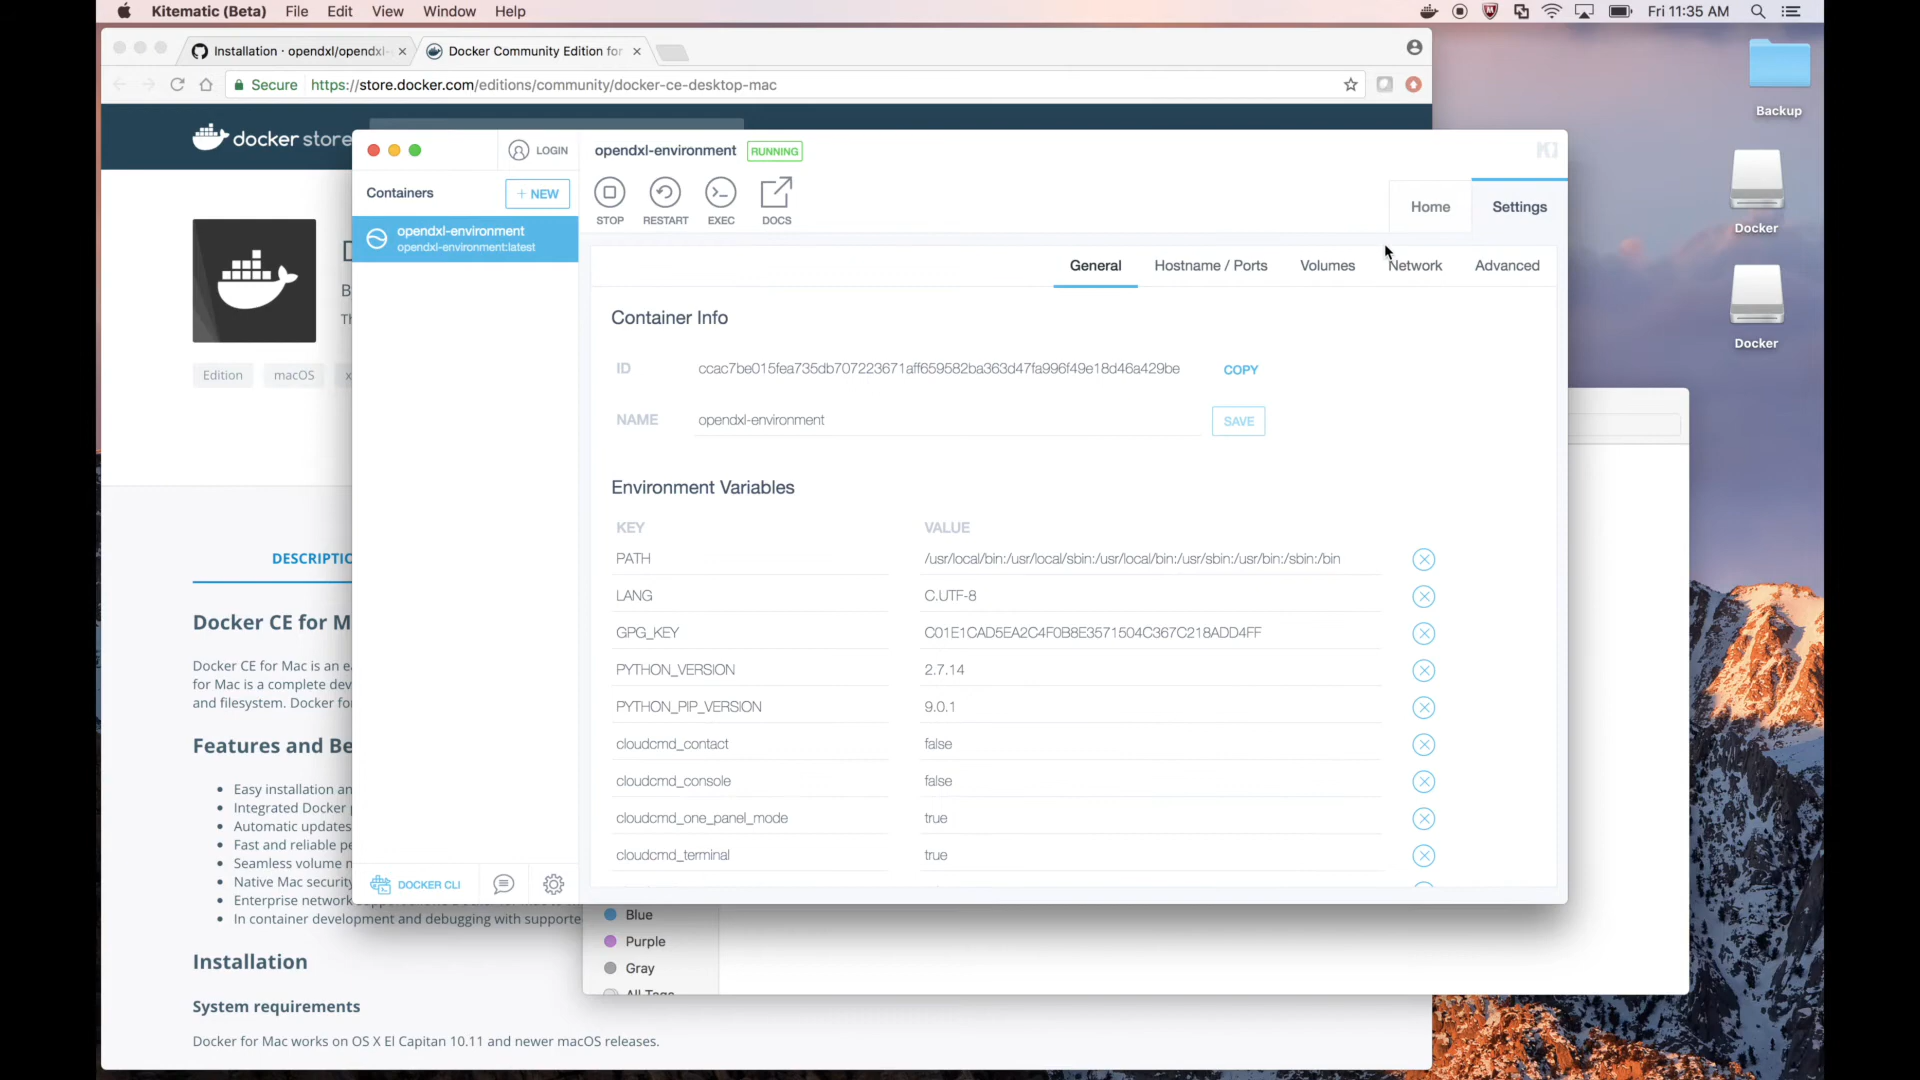 Kitematic (Beta) File Edit View Window Help
Fri 11:35 AM
Installation · opendxl/opendxl-
Docker Community Edition for
Secure https://store.docker.com/editions/community/docker-ce-desktop-mac
Backup
docker store
LOGIN
opendxl-environment RUNNING
Containers
+ NEW
STOP RESTART EXEC DOCS
Home Settings
Docker
opendxl-environment
opendxl-environment:latest
General Hostname / Ports Volumes Network Advanced
Container Info
Docker
Edition macOS
ID ccac7be015fea735db707223671aff659582ba363d47fa996f49e18d46a429be COPY
NAME opendxl-environment SAVE
Environment Variables
KEY VALUE
PATH /usr/local/bin:/usr/local/sbin:/usr/local/bin:/usr/sbin:/usr/bin:/sbin:/bin
LANG C.UTF-8
GPG_KEY C01E1CAD5EA2C4F0B8E3571504C367C218ADD4FF
PYTHON_VERSION 2.7.14
PYTHON_PIP_VERSION 9.0.1
cloudcmd_contact false
cloudcmd_console false
cloudcmd_one_panel_mode true
cloudcmd_terminal true
DOCKER CLI
DESCRIPTIO
Docker CE for M
Docker CE for Mac is an e
for Mac is a complete dev
and filesystem. Docker fo
Features and Be
Easy installation an
Integrated Docker
Automatic updates
Fast and reliable pe
Seamless volume m
Native Mac security
Enterprise network
In container development and debugging with supporte
Installation
System requirements
Docker for Mac works on OS X El Capitan 10.11 and newer macOS releases.
Blue
Purple
Gray
All Tags